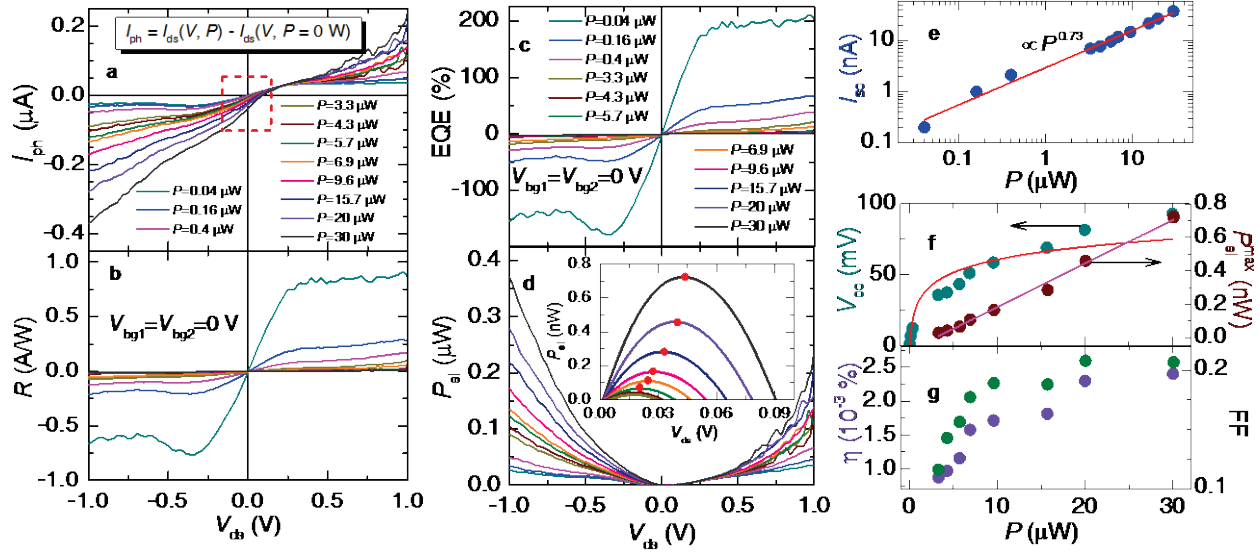 I_ph = I_ds(V, P) - I_ds(V, P = 0 W)
a
I_ph (μA)
0.2
0.0
-0.2
-0.4
P=0.04 μW
P=0.16 μW
P=0.4 μW
P=3.3 μW
P=4.3 μW
P=5.7 μW
P=6.9 μW
P=9.6 μW
P=15.7 μW
P=20 μW
P=30 μW
b
V_bg1=V_bg2=0 V
R (A/W)
1.0
0.5
0.0
-0.5
-1.0
-1.0 -0.5 0.0 0.5 1.0
V_ds (V)
c
EQE (%)
200
100
0
-100
P=0.04 μW
P=0.16 μW
P=0.4 μW
P=3.3 μW
P=4.3 μW
P=5.7 μW
P=6.9 μW
P=9.6 μW
P=15.7 μW
P=20 μW
P=30 μW
V_bg1=V_bg2=0 V
d
P_el (μW)
0.4
0.3
0.2
0.1
0.0
-1.0 -0.5 0.0 0.5 1.0
V_ds (V)
P_el (nW)
0.8
0.6
0.4
0.2
0.0
0.00 0.03 0.06 0.09
V_ds (V)
e
∝P^0.73
I_sc (nA)
10
1
0.1
0.1 1 10
P (μW)
f
V_oc (mV)
100
50
0
0.8
0.6
0.4
0.2
0.0
P_el^max (nW)
g
η (10^-3 %)
2.5
2.0
1.5
1.0
0.2
0.1
FF
0 10 20 30
P (μW)